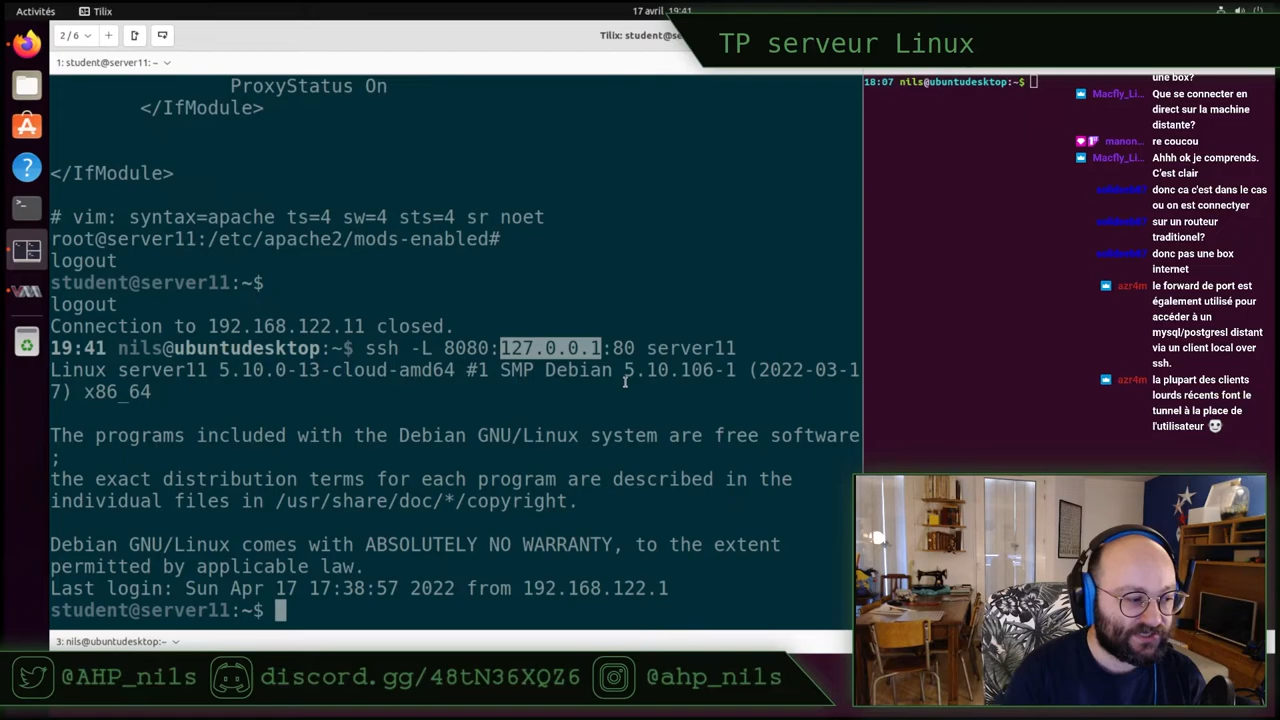 Activités
Tilix
17 avril 19:41
2/6
Tilix: student@se
TP serveur Linux
1: student@server11: ~
ProxyStatus On
</IfModule>
</IfModule>
# vim: syntax=apache ts=4 sw=4 sts=4 sr noet
root@server11:/etc/apache2/mods-enabled#
logout
student@server11:~$
logout
Connection to 192.168.122.11 closed.
19:41 nils@ubuntudesktop:~$ ssh -L 8080:127.0.0.1:80 server11
Linux server11 5.10.0-13-cloud-amd64 #1 SMP Debian 5.10.106-1 (2022-03-1
7) x86_64
The programs included with the Debian GNU/Linux system are free software
;
the exact distribution terms for each program are described in the
individual files in /usr/share/doc/*/copyright.
Debian GNU/Linux comes with ABSOLUTELY NO WARRANTY, to the extent
permitted by applicable law.
Last login: Sun Apr 17 17:38:57 2022 from 192.168.122.1
student@server11:~$
3: nils@ubuntudesktop:~
18:07 nils@ubuntudesktop:~$
une box?
Macfly_Li... Que se connecter en
direct sur la machine
distante?
manon... re coucou
Macfly_Li... Ahhh ok je comprends.
C'est clair
donc ca c'est dans le cas
ou on est connectyer
sur un routeur
traditionel?
donc pas une box
internet
azr4m le forward de port est
également utilisé pour
accéder à un
mysql/postgresl distant
via un client local over
ssh.
azr4m la plupart des clients
lourds récents font le
tunnel à la place de
l'utilisateur
@AHP_nils
discord.gg/48tN36XQZ6
@ahp_nils